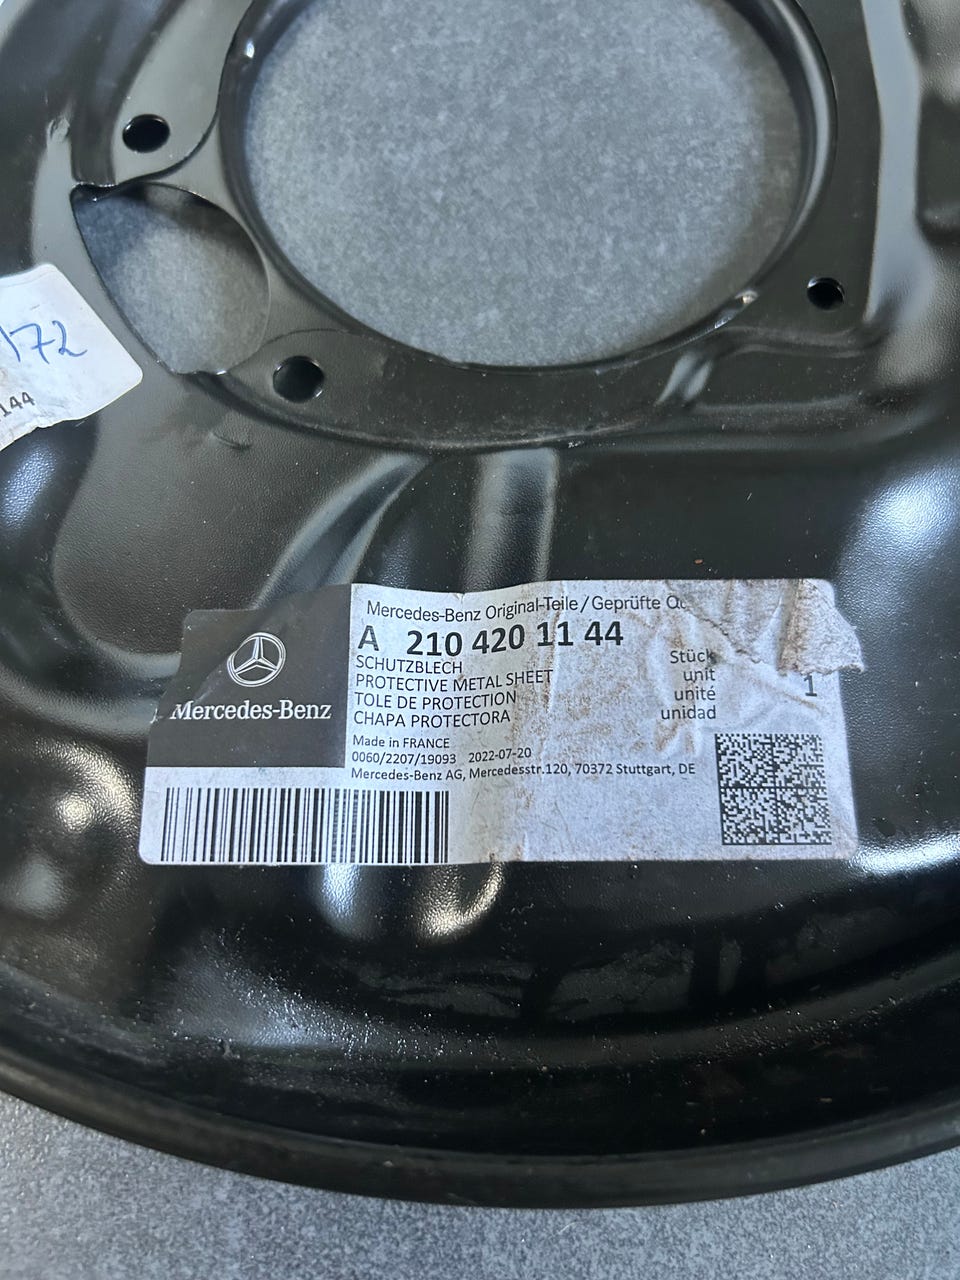 172
144
Mercedes-Benz Original-Teile / Geprüfte
A 210 420 11 44
SCHUTZBLECH
PROTECTIVE METAL SHEET
TOLE DE PROTECTION
CHAPA PROTECTORA
Stück
unit
unité
unidad
1
Mercedes-Benz
Made in FRANCE
0060/2207/19093 2022-07-20
Mercedes-Benz AG, Mercedesstr.120, 70372 Stuttgart, DE